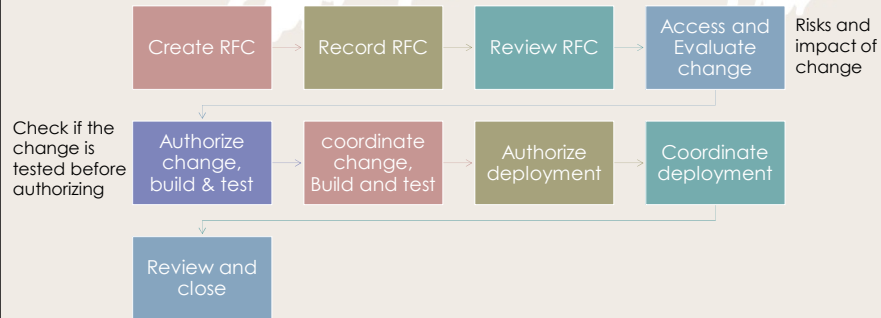 Create RFC
Record RFC
Review RFC
Access and
Evaluate
change
Risks and
impact of
change
Check if the
change is
tested before
authorizing
Authorize
change,
build & test
coordinate
change,
Build and test
Authorize
deployment
Coordinate
deployment
Review and
close